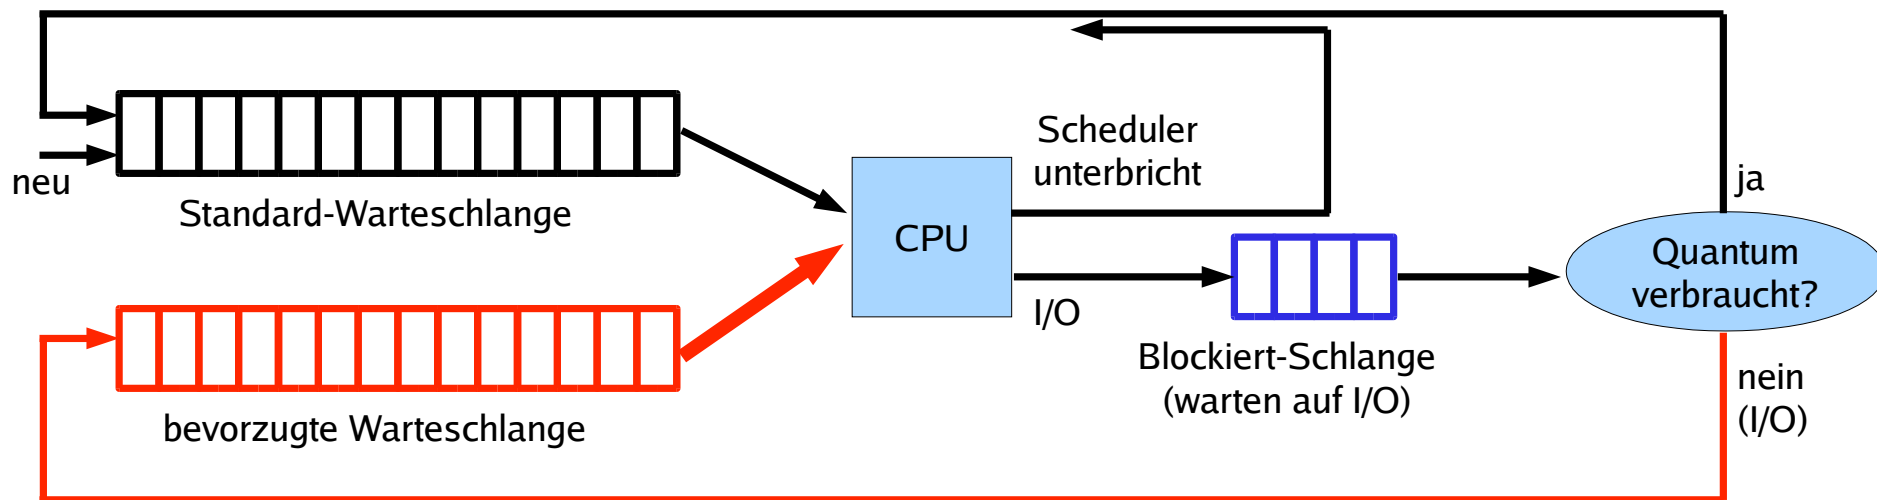 neu
Standard-Warteschlange
bevorzugte Warteschlange
CPU
Scheduler
unterbricht
I/O
Blockiert-Schlange
(warten auf I/O)
Quantum
verbraucht?
ja
nein
(I/O)